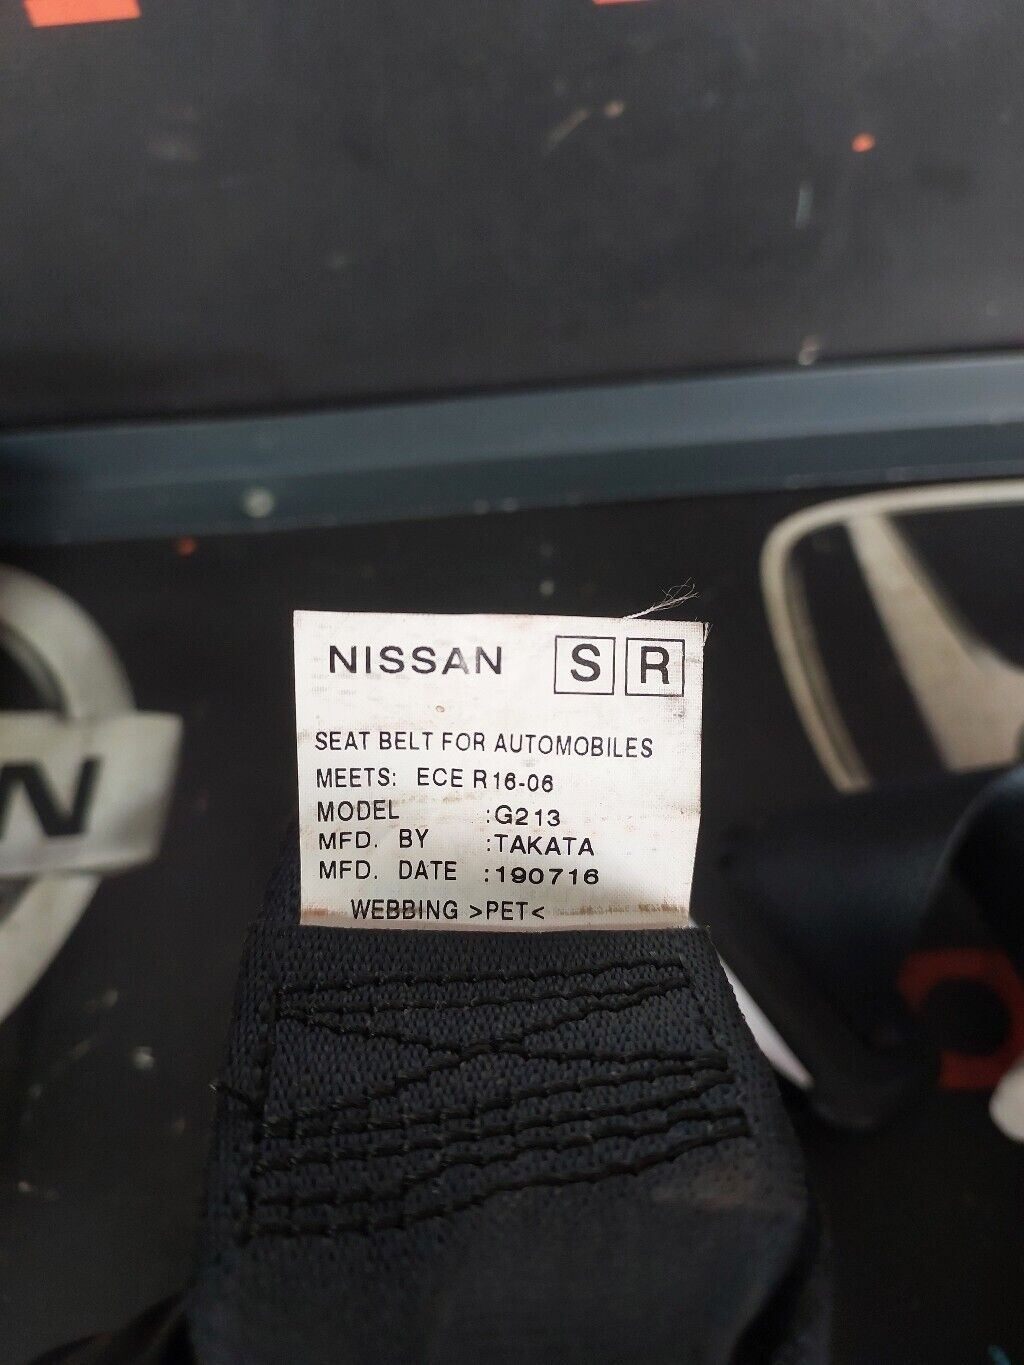 NISSAN S R
SEAT BELT FOR AUTOMOBILES
MEETS: ECE R16-06
MODEL :G213
MFD. BY :TAKATA
MFD. DATE :190716
WEBBING >PET<